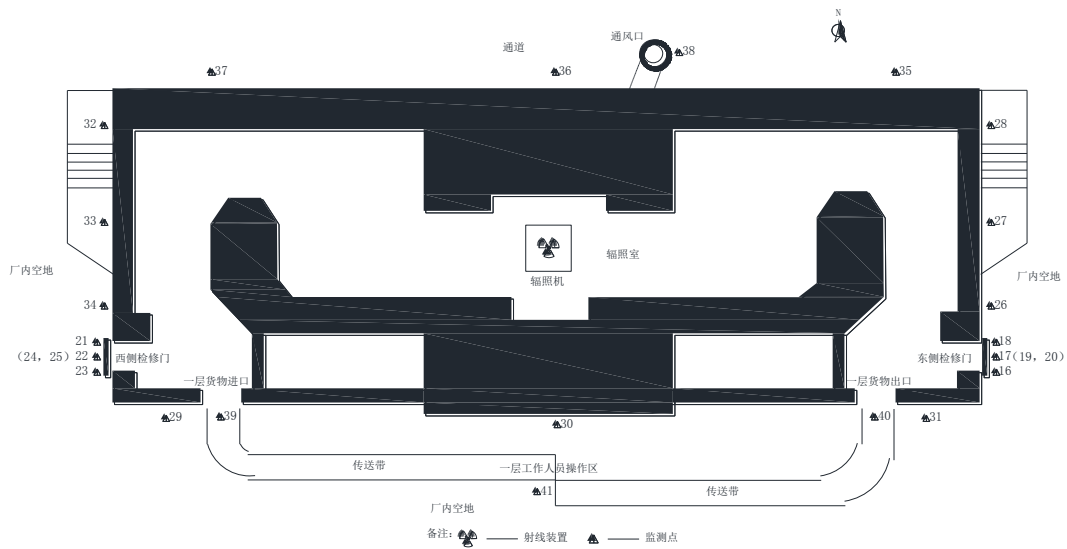 N
通风口
通道
38
37
36
35
32
28
33
27
辐照室
厂内空地
辐照机
厂内空地
34
26
21
18
（24，25）22
西侧检修门
东侧检修门
17（19，20）
23
16
一层货物进口
一层货物出口
29
39
30
40
31
传送带
一层工作人员操作区
41
传送带
厂内空地
备注：
射线装置
监测点